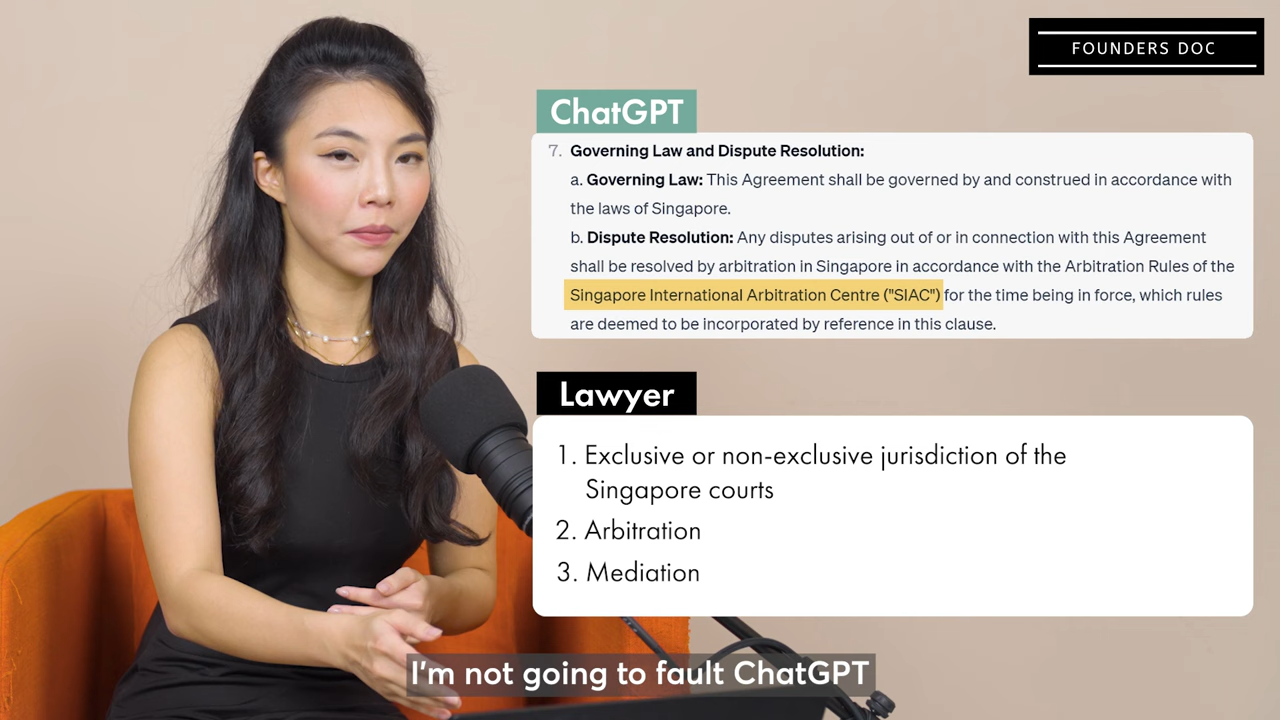 FOUNDERS DOC
ChatGPT
7. Governing Law and Dispute Resolution:
a. Governing Law: This Agreement shall be governed by and construed in accordance with
the laws of Singapore.
b. Dispute Resolution: Any disputes arising out of or in connection with this Agreement
shall be resolved by arbitration in Singapore in accordance with the Arbitration Rules of the
Singapore International Arbitration Centre ("SIAC") for the time being in force, which rules
are deemed to be incorporated by reference in this clause.
Lawyer
1. Exclusive or non-exclusive jurisdiction of the
Singapore courts
2. Arbitration
3. Mediation
I'm not going to fault ChatGPT